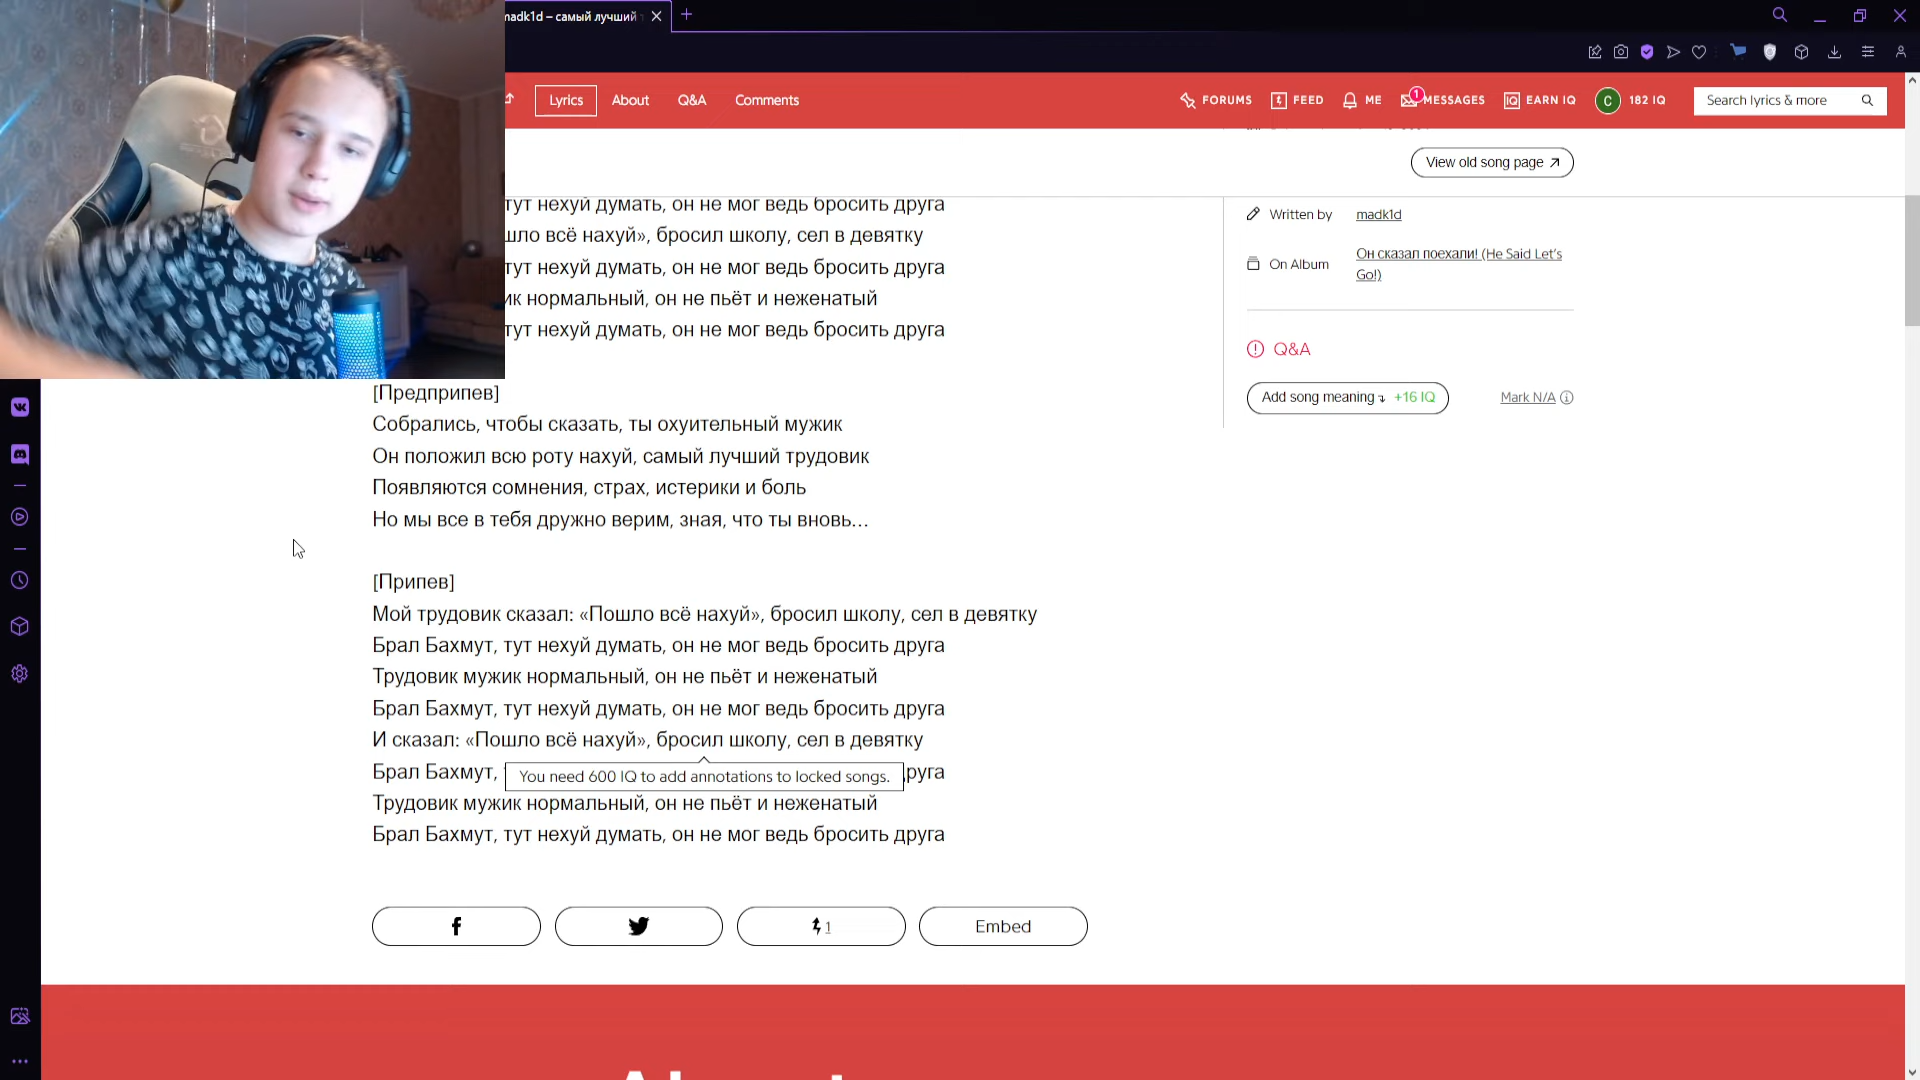 madk1d – самый лучший
Lyrics
About
Q&A
Comments
FORUMS
FEED
ME
1
MESSAGES
EARN IQ
C
182 IQ
Search lyrics & more
View old song page
тут нехуй думать, он не мог ведь бросить друга
шло всё нахуй», бросил школу, сел в девятку
тут нехуй думать, он не мог ведь бросить друга
ик нормальный, он не пьёт и неженатый
тут нехуй думать, он не мог ведь бросить друга
Written by madk1d
On Album Он сказал поехали! (He Said Let's
Go!)
Q&A
Add song meaning +16 IQ
Mark N/A
[Предприпев]
Собрались, чтобы сказать, ты охуительный мужик
Он положил всю роту нахуй, самый лучший трудовик
Появляются сомнения, страх, истерики и боль
Но мы все в тебя дружно верим, зная, что ты вновь...
[Припев]
Мой трудовик сказал: «Пошло всё нахуй», бросил школу, сел в девятку
Брал Бахмут, тут нехуй думать, он не мог ведь бросить друга
Трудовик мужик нормальный, он не пьёт и неженатый
Брал Бахмут, тут нехуй думать, он не мог ведь бросить друга
И сказал: «Пошло всё нахуй», бросил школу, сел в девятку
Брал Бахмут, руга
You need 600 IQ to add annotations to locked songs.
Трудовик мужик нормальный, он не пьёт и неженатый
Брал Бахмут, тут нехуй думать, он не мог ведь бросить друга
1
Embed